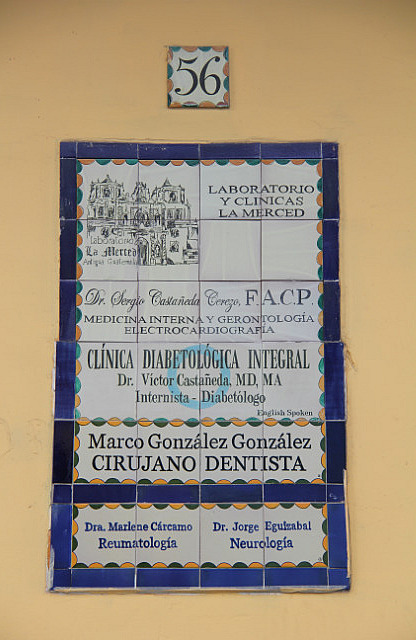 56
LABORATORIO
Y CLINICAS
LA MERCED
Laboratorio
La Merced
Antigua Guatemala
Dr. Sergio Castañeda Cerezo, F.A.C.P.
MEDICINA INTERNA Y GERONTOLOGÍA
ELECTROCARDIOGRAFÍA
CLÍNICA DIABETOLÓGICA INTEGRAL
Dr. Víctor Castañeda, MD, MA
Internista - Diabetólogo
English Spoken
Marco González González
CIRUJANO DENTISTA
Dra. Marlene Cárcamo
Reumatología
Dr. Jorge Eguizabal
Neurología